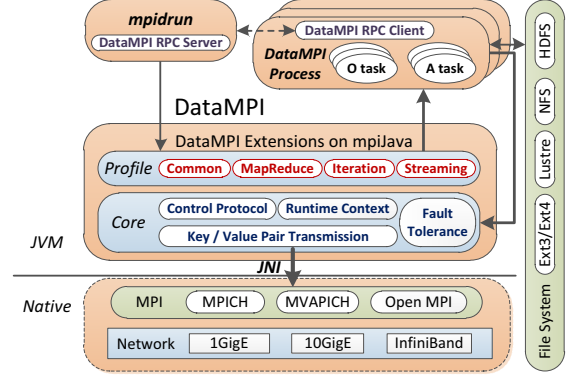 mpidrun
DataMPI RPC Server
DataMPI RPC Client
DataMPI
Process
O task
A task
DataMPI
DataMPI Extensions on mpiJava
Profile
Common
MapReduce
Iteration
Streaming
Core
Control Protocol
Runtime Context
Key / Value Pair Transmission
Fault
Tolerance
JVM
JNI
Native
MPI
MPICH
MVAPICH
Open MPI
Network
1GigE
10GigE
InfiniBand
HDFS
NFS
Lustre
Ext3/Ext4
File System